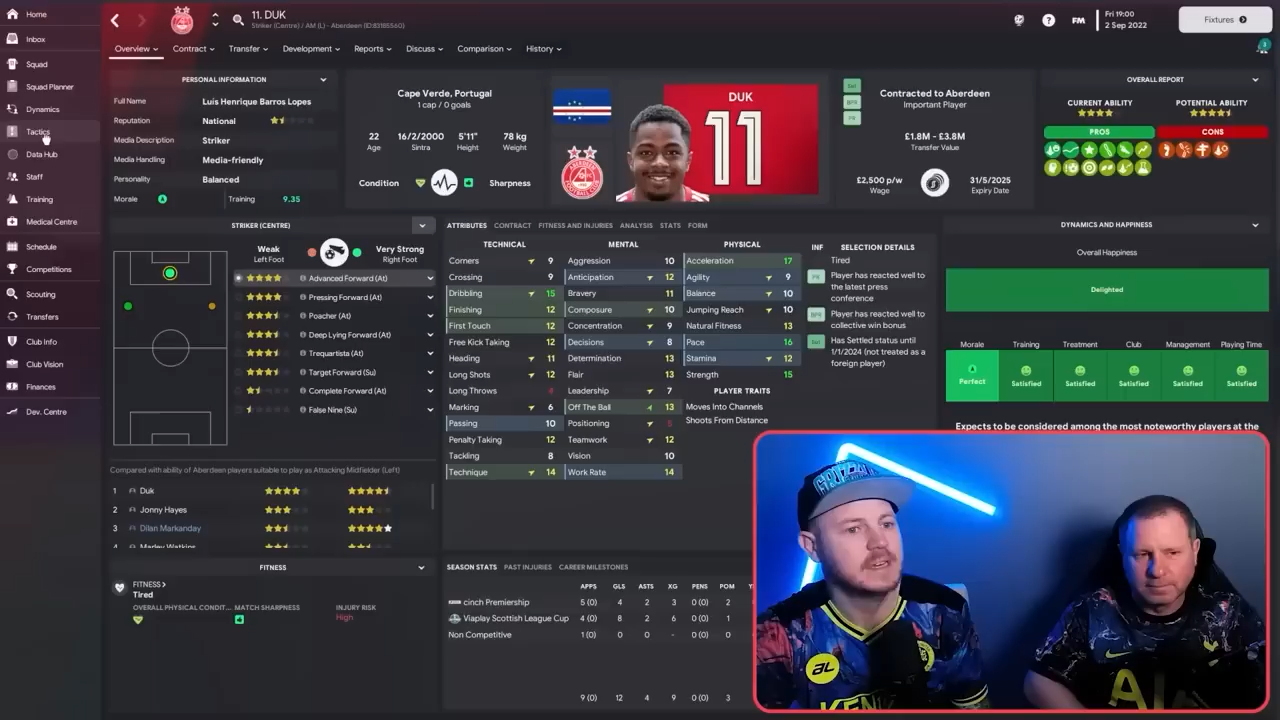 Home
Inbox
Squad
Squad Planner
Dynamics
Tactics
Data Hub
Staff
Training
Medical Centre
Schedule
Competitions
Scouting
Transfers
Club Info
Club Vision
Finances
Dev. Centre
11. DUK
Striker (Centre) / AM (L) - Aberdeen (ID:83185560)
FM
Fri 19:00
2 Sep 2022
Fixtures
Overview Contract Transfer Development Reports Discuss Comparison History
PERSONAL INFORMATION
Full Name Luís Henrique Barros Lopes
Reputation National
Media Description Striker
Media Handling Media-friendly
Personality Balanced
Morale Training 9.35
Cape Verde, Portugal
1 cap / 0 goals
22 16/2/2000 5'11" 78 kg
Age Sintra Height Weight
Condition Sharpness
DUK
11
Contracted to Aberdeen
Important Player
£1.8M - £3.8M
Transfer Value
£2,500 p/w 31/5/2025
Wage Expiry Date
OVERALL REPORT
CURRENT ABILITY POTENTIAL ABILITY
PROS CONS
STRIKER (CENTRE)
Weak Very Strong
Left Foot Right Foot
Advanced Forward (At)
Pressing Forward (At)
Poacher (At)
Deep Lying Forward (At)
Trequartista (At)
Target Forward (Su)
Complete Forward (At)
False Nine (Su)
Compared with ability of Aberdeen players suitable to play as Attacking Midfielder (Left)
1 Duk
2 Jonny Hayes
3 Dilan Markanday
4 Marley Watkins
FITNESS
FITNESS >
Tired
OVERALL PHYSICAL CONDIT... MATCH SHARPNESS INJURY RISK
High
ATTRIBUTES CONTRACT FITNESS AND INJURIES ANALYSIS STATS FORM
TECHNICAL MENTAL PHYSICAL
Corners 9 Aggression 10 Acceleration 17
Crossing 9 Anticipation 12 Agility 9
Dribbling 15 Bravery 11 Balance 10
Finishing 12 Composure 10 Jumping Reach 10
First Touch 12 Concentration 9 Natural Fitness 13
Free Kick Taking 12 Decisions 8 Pace 16
Heading 11 Determination 13 Stamina 12
Long Shots 12 Flair 13 Strength 15
Long Throws 4 Leadership 7 PLAYER TRAITS
Marking 6 Off The Ball 13 Moves Into Channels
Passing 10 Positioning 5 Shoots From Distance
Penalty Taking 12 Teamwork 12
Tackling 8 Vision 10
Technique 14 Work Rate 14
INF SELECTION DETAILS
Tired
PR Player has reacted well to
the latest press
conference
BPR Player has reacted well to
collective win bonus
Has Settled status until
1/1/2024 (not treated as a
foreign player)
DYNAMICS AND HAPPINESS
Overall Happiness
Delighted
Morale Training Treatment Club Management Playing Time
Perfect Satisfied Satisfied Satisfied Satisfied Satisfied
Expects to be considered among the most noteworthy players at the
SEASON STATS PAST INJURIES CAREER MILESTONES
APPS GLS ASTS XG PENS POM
cinch Premiership 5 (0) 4 2 3 0 (0) 2
Viaplay Scottish League Cup 4 (0) 8 2 6 0 (0) 1
Non Competitive 1 (0) 0 0 - 0 (0) 0
9 (0) 12 4 9 0 (0) 3
aL
AIA